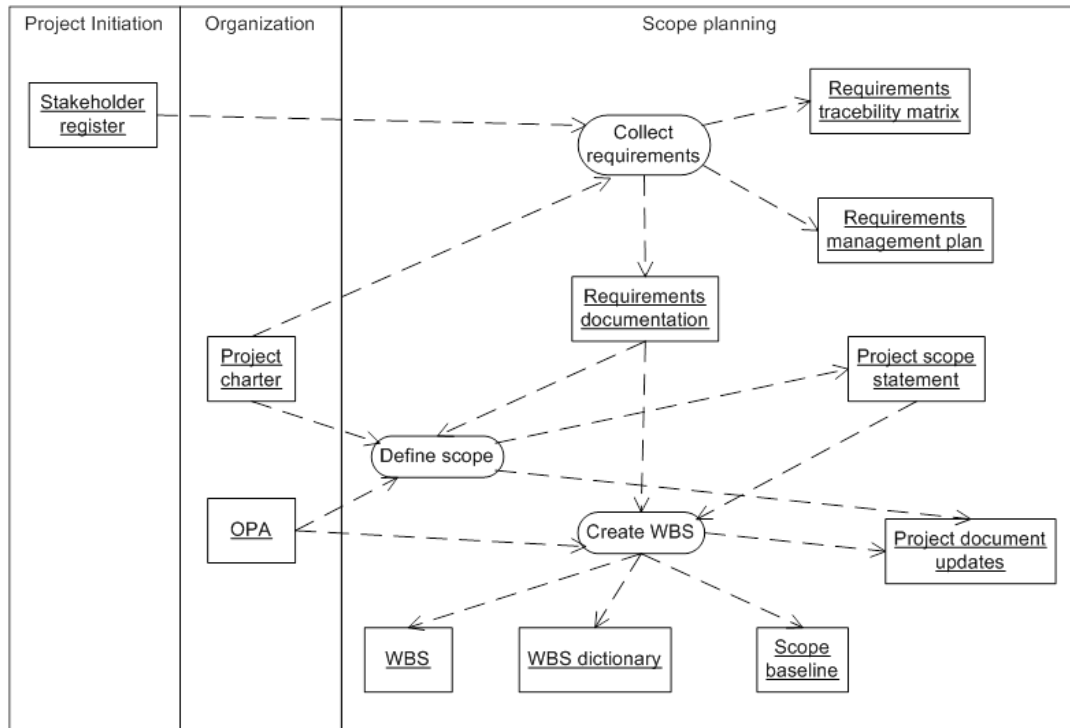 Project Initiation
Organization
Scope planning
Stakeholder
register
Requirements
tracebility matrix
Collect
requirements
Requirements
management plan
Requirements
documentation
Project
charter
Project scope
statement
Define scope
OPA
Create WBS
Project document
updates
WBS
WBS dictionary
Scope
baseline